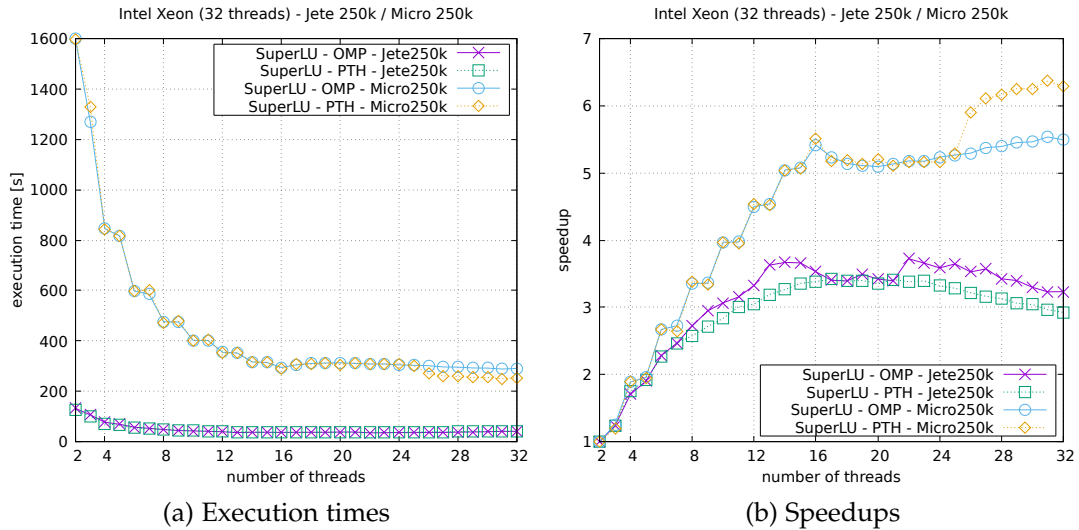 Intel Xeon (32 threads) - Jete 250k / Micro 250k
1600
1400
1200
1000
800
600
400
200
0
execution time [s]
SuperLU - OMP - Jete250k
SuperLU - PTH - Jete250k
SuperLU - OMP - Micro250k
SuperLU - PTH - Micro250k
2 4 8 12 16 20 24 28 32
number of threads
(a) Execution times
Intel Xeon (32 threads) - Jete 250k / Micro 250k
7
6
5
4
3
2
1
speedup
SuperLU - OMP - Jete250k
SuperLU - PTH - Jete250k
SuperLU - OMP - Micro250k
SuperLU - PTH - Micro250k
2 4 8 12 16 20 24 28 32
number of threads
(b) Speedups